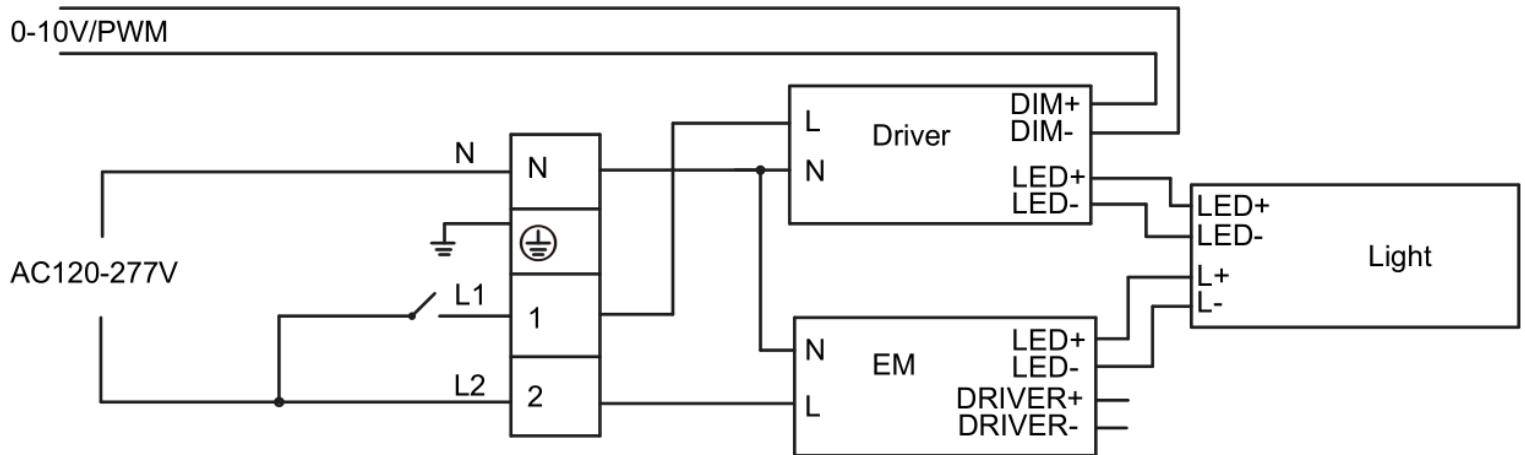 0-10V/PWM
AC120-277V
N
L1
L2
N
1
2
L
N
Driver
DIM+
DIM-
LED+
LED-
N
L
EM
LED+
LED-
DRIVER+
DRIVER-
LED+
LED-
L+
L-
Light